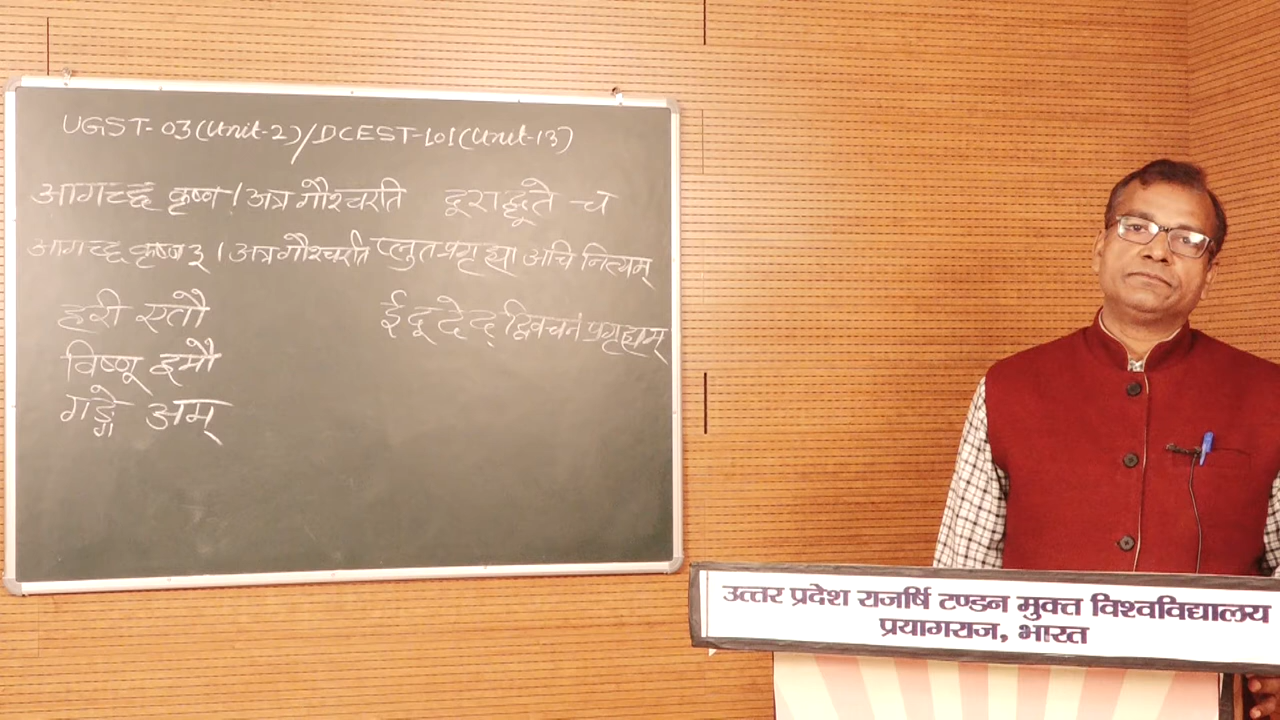 UGST-03(Unit-2)/DCEST-101(Unit-13)
आगच्छ कृष्ण! अत्र गौश्चरति दूराद्धूते च
आगच्छ कृष्ण ३। अत्र गौश्चरति प्लुतप्रगृह्या अचि नित्यम्
हरी एतौ ईदूदेद् द्विवचनं प्रगृह्यम्
विष्णू इमौ
गङ्गे अमू
उत्तर प्रदेश राजर्षि टण्डन मुक्त विश्वविद्यालय
प्रयागराज, भारत